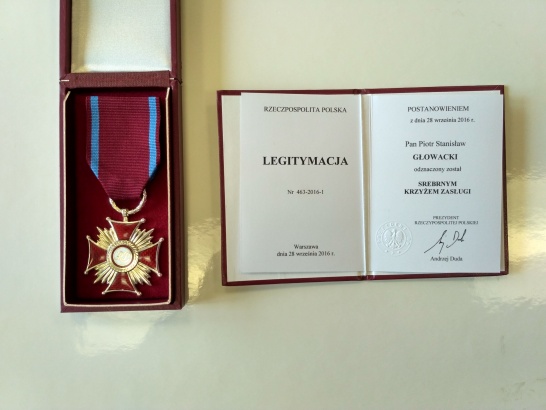 RZECZPOSPOLITA POLSKA
LEGITYMACJA
Nr 463-2016-1
Warszawa
dnia 28 września 2016 r.
POSTANOWIENIEM
z dnia 28 września 2016 r.
Pan Piotr Stanisław
GŁOWACKI
odznaczony został
SREBRNYM
KRZYŻEM ZASŁUGI
PREZYDENT
RZECZYPOSPOLITEJ POLSKIEJ
Andrzej Duda